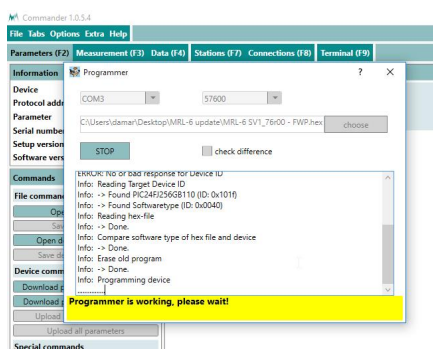 Commander 1.0.5.4
File Tabs Options Extra Help
Parameters (F2) Measurement (F3) Data (F4) Stations (F7) Connections (F8) Terminal (F9)
Information
Programmer
? X
Device
Protocol addr
Parameter
Serial number
Setup version
Software vers
COM3
57600
C:\Users\damar\Desktop\MRL-6 update\MRL-6 SV1_76r00 - FWP.hex
choose
STOP
check difference
Commands
File command
Ope
Sav
Open d
Save de
Device comm
Download p
Download p
Upload
Upload all parameters
Special commands
ERROR: No or bad response for Device ID
Info: Reading Target Device ID
Info: -> Found PIC24FJ256GB110 (ID: 0x101f)
Info: -> Found Softwaretype (ID: 0x0040)
Info: Reading hex-file
Info: -> Done.
Info: Compare software type of hex file and device
Info: -> Done.
Info: Erase old program
Info: -> Done.
Info: Programming device
............
Programmer is working, please wait!